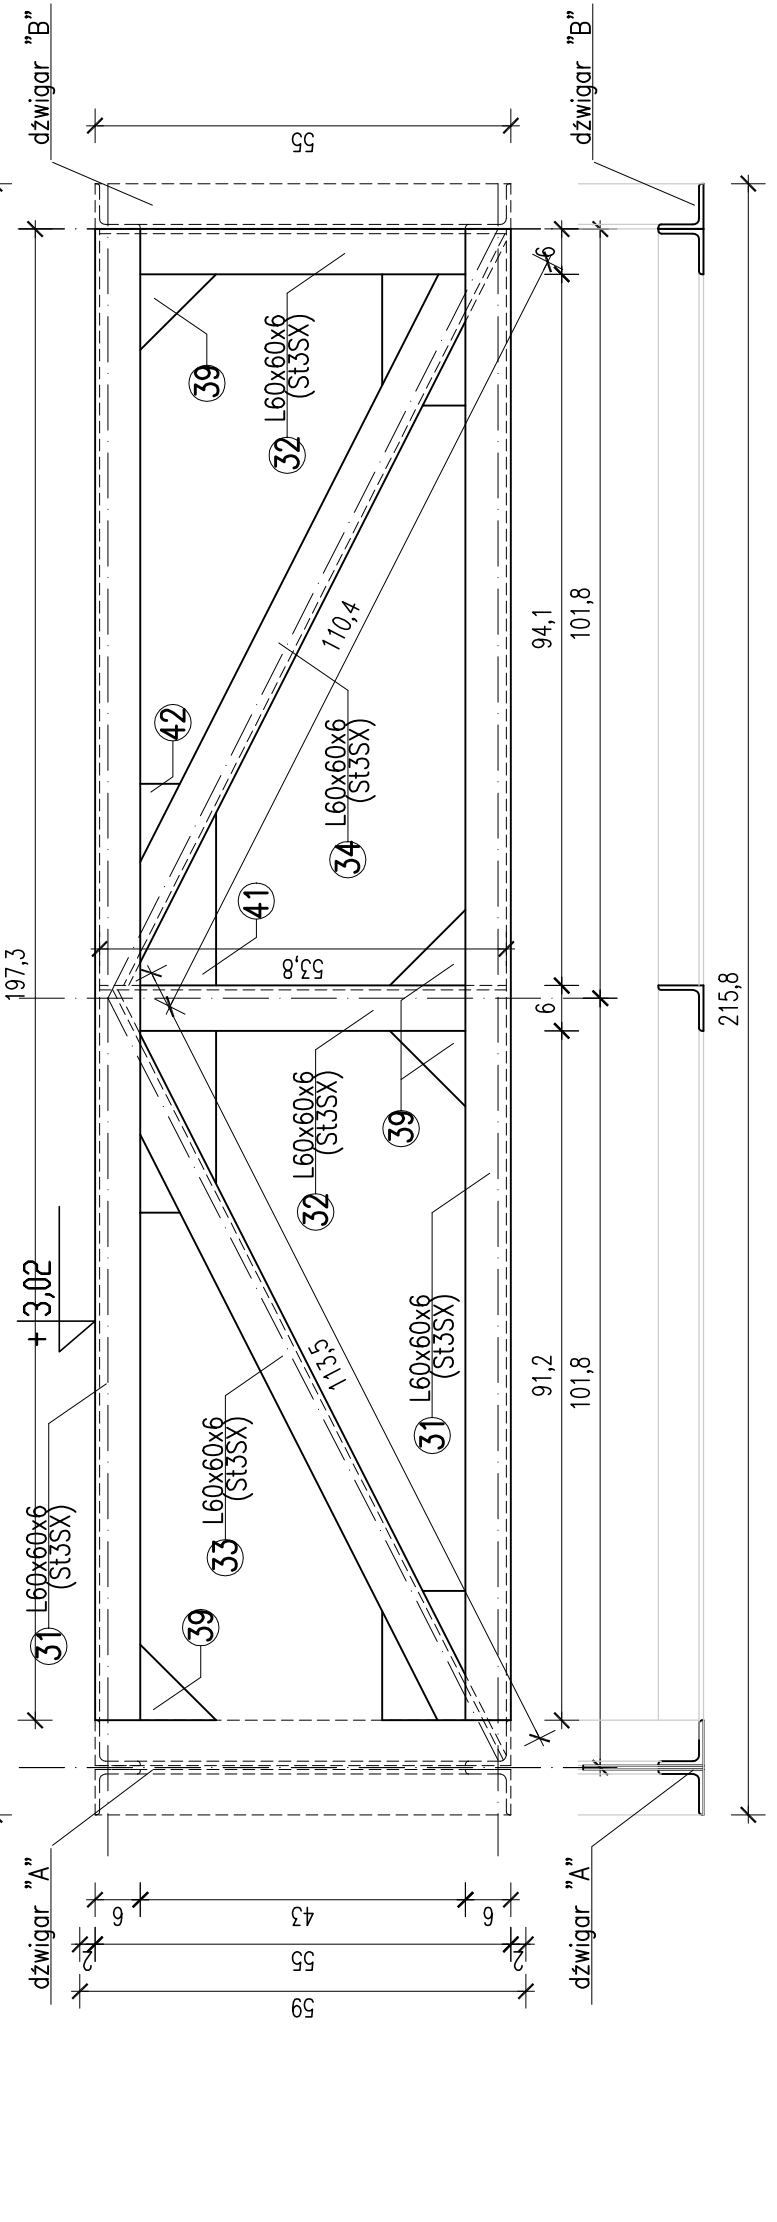 dźwigar "A"
dźwigar "B"
197,3
31
L60x60x6
(St3SX)
+ 3,02
39
33
L60x60x6
(St3SX)
113,5
31
L60x60x6
(St3SX)
32
L60x60x6
(St3SX)
39
41
42
53,8
34
L60x60x6
(St3SX)
110,4
32
L60x60x6
(St3SX)
39
55
6
43
6
2
55
2
59
91,2
6
94,1
6
101,8
101,8
dźwigar "A"
dźwigar "B"
215,8